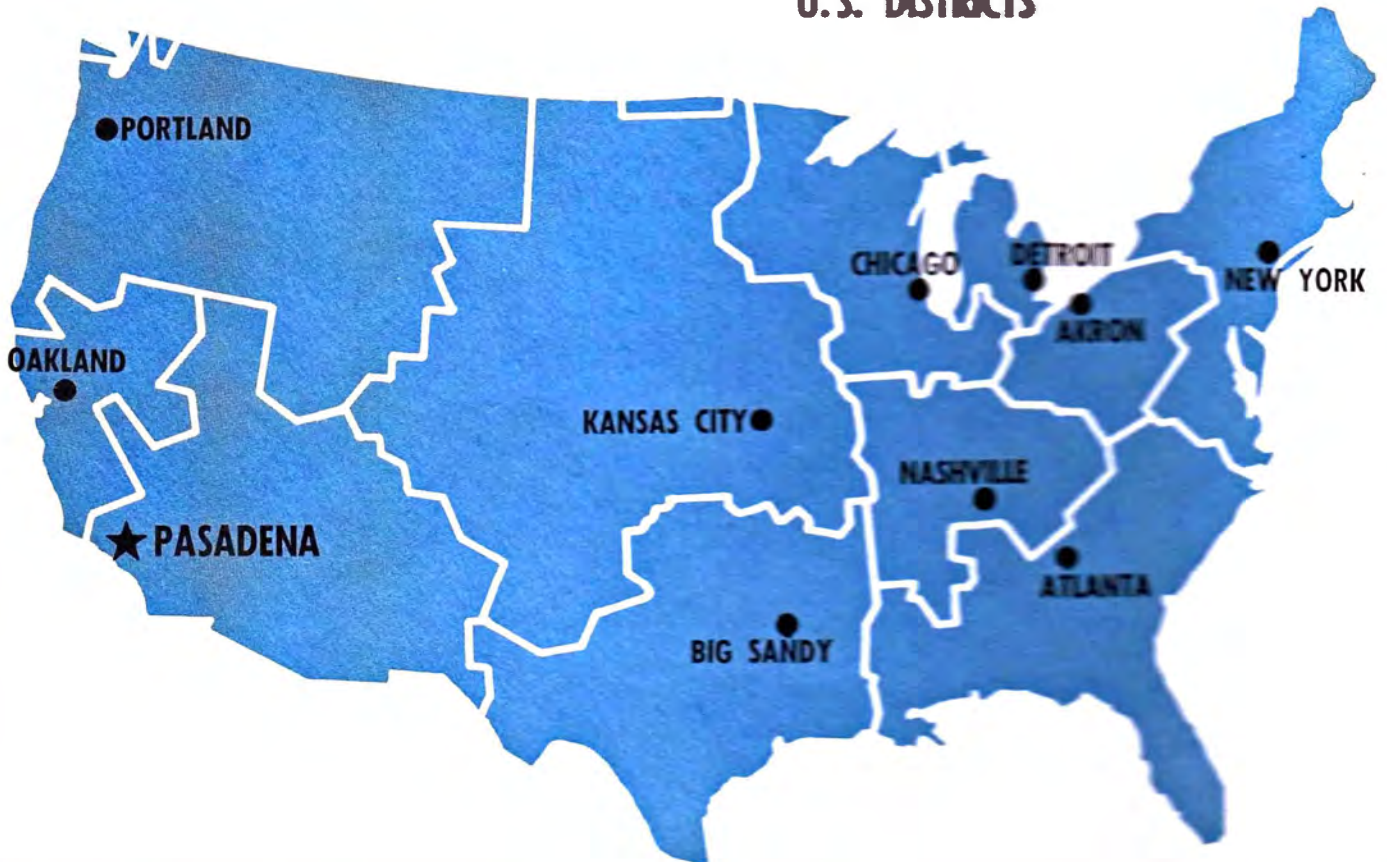 U.S. DISTRICTS
PORTLAND
CHICAGO
DETROIT
NEW YORK
AKRON
OAKLAND
KANSAS CITY
NASHVILLE
PASADENA
ATLANTA
BIG SANDY